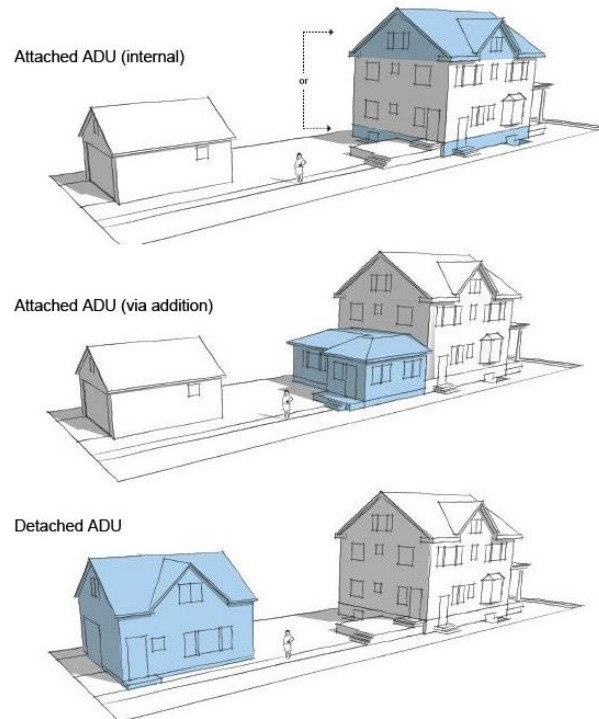 Attached ADU (internal)
or
Attached ADU (via addition)
Detached ADU